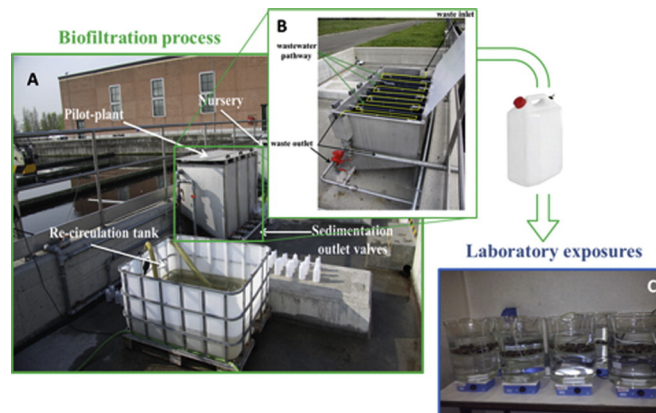 Biofiltration process
A
Pilot-plant
Nursery
Re-circulation tank
Sedimentation
outlet valves
B
waste inlet
wastewater
pathway
waste outlet
Laboratory exposures
C